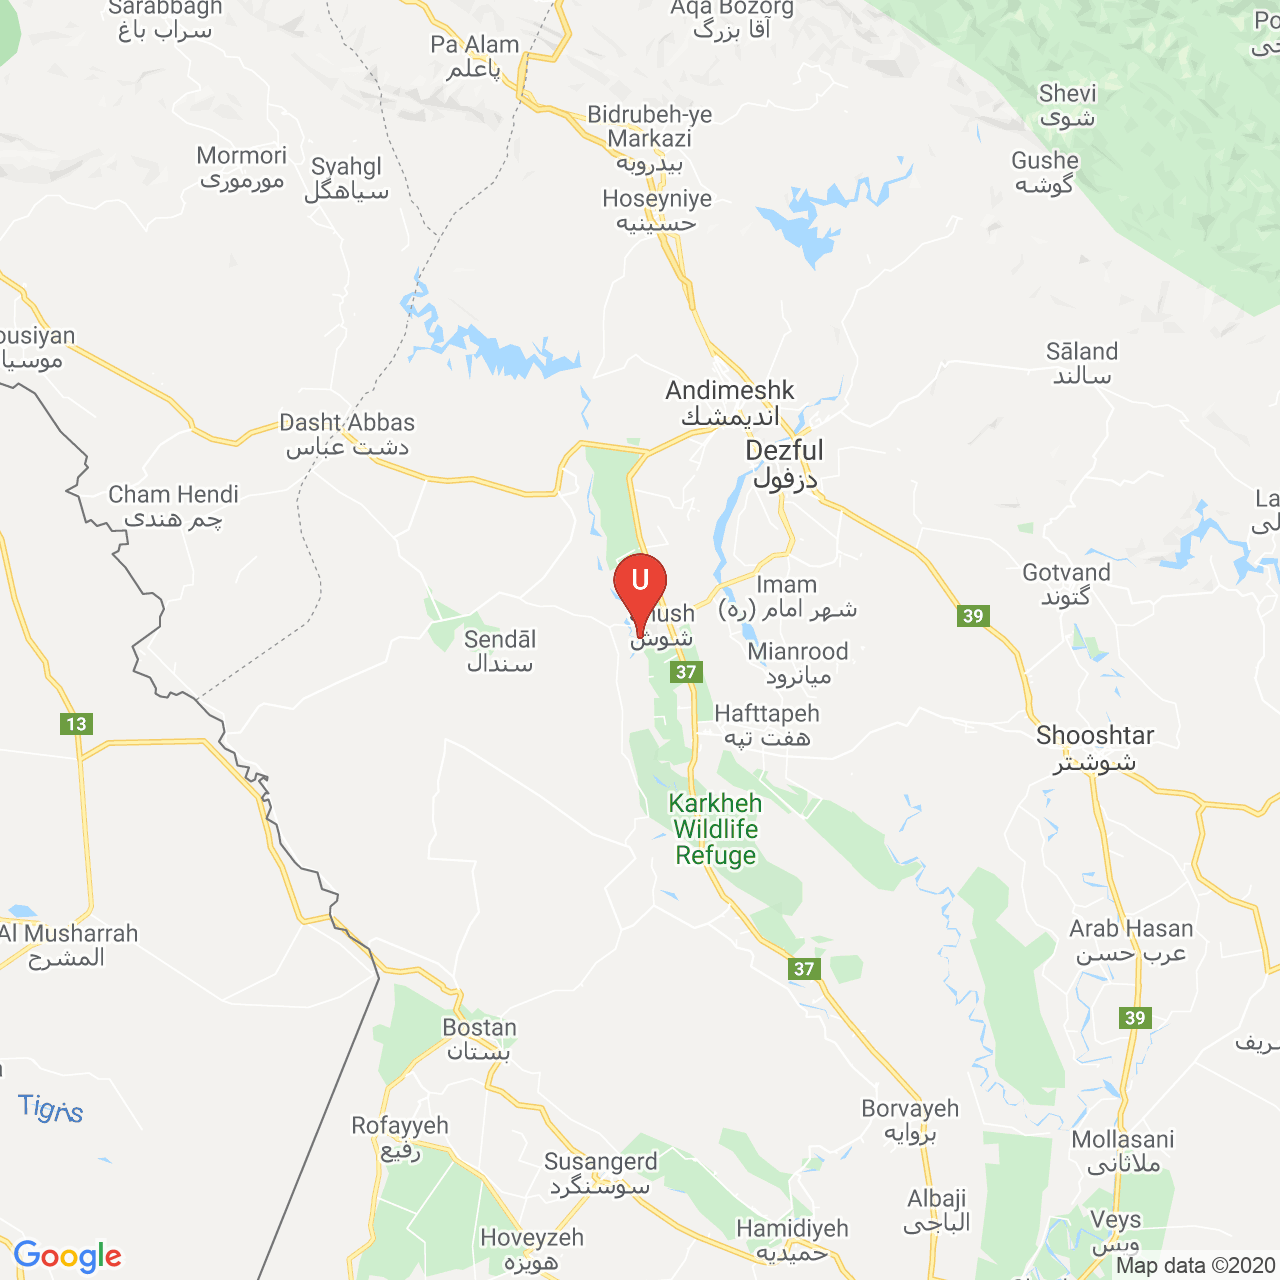 Sarabbagh
سراب باغ
Pa Alam
پاعلم
Aqa Bozorg
آقا بزرگ
Bidrubeh-ye
Markazi
بیدروبه
Shevi
شوی
Gushe
گوشه
Mormori
مورموری
Syahgl
سیاهگل
Hoseyniye
حسینیه
ousiyan
موسیا
Sāland
سالند
Andimeshk
اندیمشک
Dasht Abbas
دشت عباس
Dezful
دزفول
Cham Hendi
چم هندی
La
لی
U
Shush
شوش
Imam
شهر امام (ره)
Gotvand
گتوند
39
Sendāl
سندال
Mianrood
میانرود
37
13
Hafttapeh
هفت تپه
Shooshtar
شوشتر
Karkheh
Wildlife
Refuge
Al Musharrah
المشرح
Arab Hasan
عرب حسن
37
39
Bostan
بستان
Tigris
Rofayyeh
رفیع
Borvayeh
بروایه
Mollasani
ملاثانی
Susangerd
سوسنگرد
Albaji
الباجی
Hoveyzeh
هویزه
Hamidiyeh
حمیدیه
Veys
ویس
Google
Map data ©2020